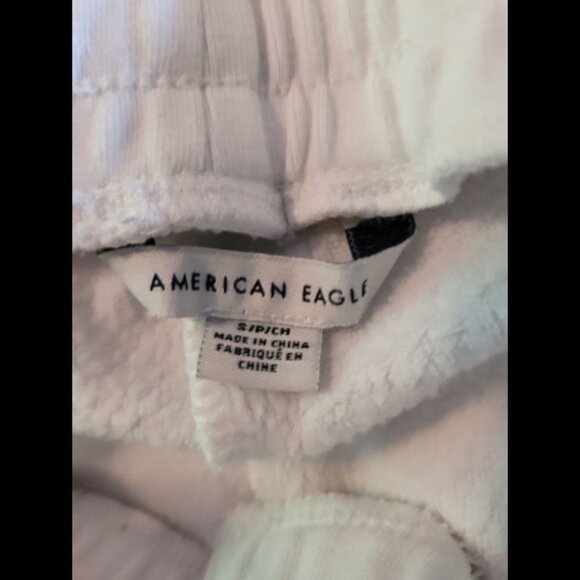 AMERICAN EAGLE
S/P/CH
MADE IN CHINA
FABRIQUÉ EN
CHINE